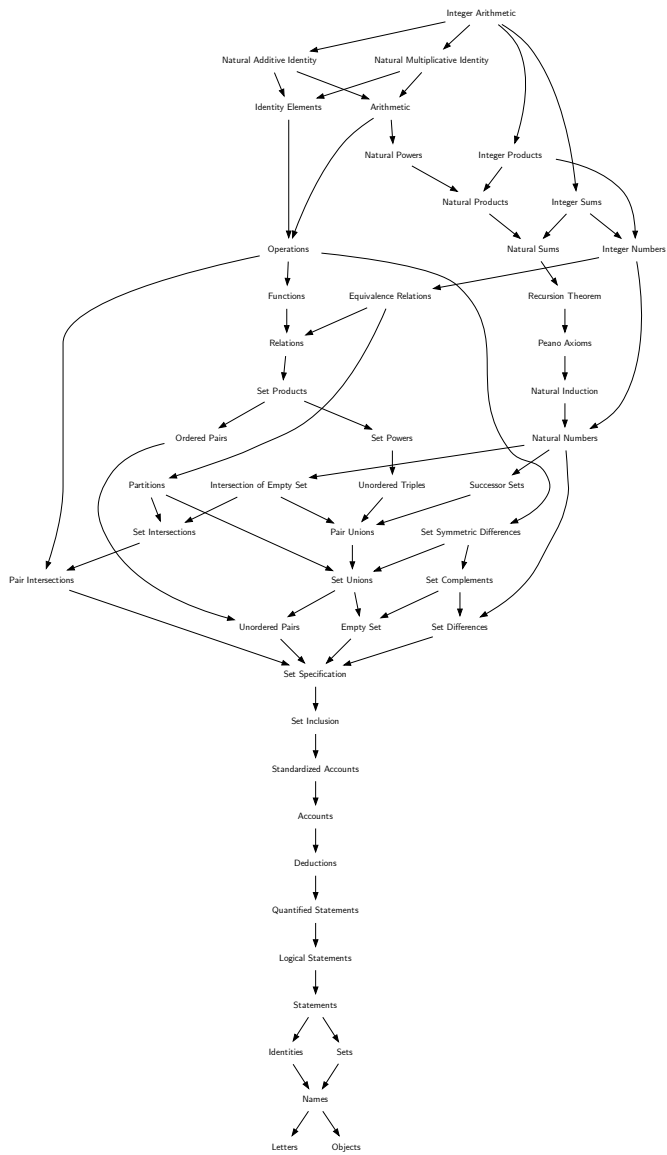 Integer Arithmetic
Natural Additive Identity
Natural Multiplicative Identity
Identity Elements
Arithmetic
Natural Powers
Integer Products
Natural Products
Integer Sums
Operations
Natural Sums
Integer Numbers
Functions
Equivalence Relations
Recursion Theorem
Relations
Peano Axioms
Set Products
Natural Induction
Ordered Pairs
Set Powers
Natural Numbers
Partitions
Intersection of Empty Set
Unordered Triples
Successor Sets
Set Intersections
Pair Unions
Set Symmetric Differences
Pair Intersections
Set Unions
Set Complements
Unordered Pairs
Empty Set
Set Differences
Set Specification
Set Inclusion
Standardized Accounts
Accounts
Deductions
Quantified Statements
Logical Statements
Statements
Identities
Sets
Names
Letters
Objects